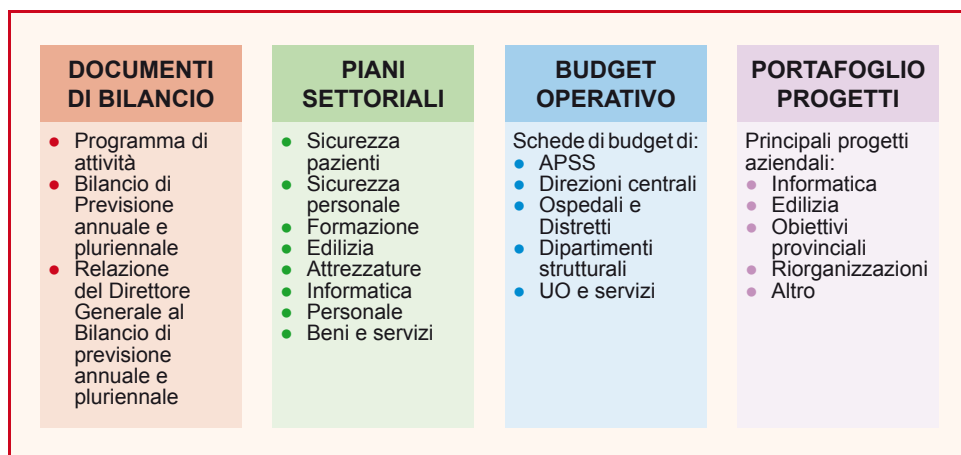 DOCUMENTI
DI BILANCIO
● Programma di
attività
● Bilancio di
Previsione
annuale e
pluriennale
● Relazione
del Direttore
Generale al
Bilancio di
previsione
annuale e
pluriennale
PIANI
SETTORIALI
● Sicurezza
pazienti
● Sicurezza
personale
● Formazione
● Edilizia
● Attrezzature
● Informatica
● Personale
● Beni e servizi
BUDGET
OPERATIVO
Schede di budget di:
● APSS
● Direzioni centrali
● Ospedali e
Distretti
● Dipartimenti
strutturali
● UO e servizi
PORTAFOGLIO
PROGETTI
Principali progetti
aziendali:
● Informatica
● Edilizia
● Obiettivi
provinciali
● Riorganizzazioni
● Altro